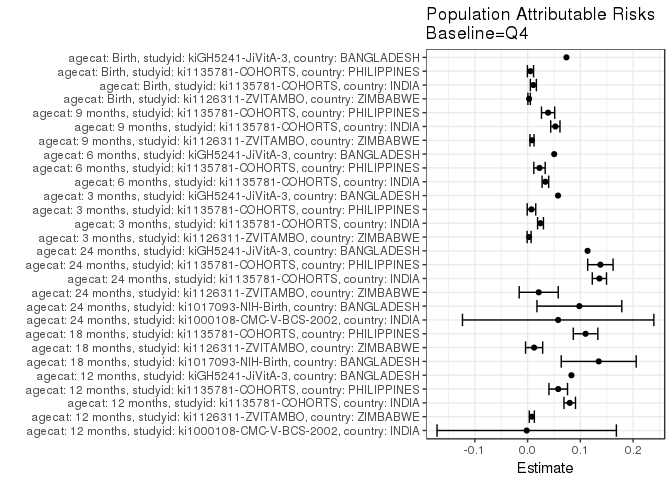 Population Attributable Risks
Baseline=Q4
agecat: Birth, studyid: kiGH5241-JiVitA-3, country: BANGLADESH
agecat: Birth, studyid: ki1135781-COHORTS, country: PHILIPPINES
agecat: Birth, studyid: ki1135781-COHORTS, country: INDIA
agecat: Birth, studyid: ki1126311-ZVITAMBO, country: ZIMBABWE
agecat: 9 months, studyid: ki1135781-COHORTS, country: PHILIPPINES
agecat: 9 months, studyid: ki1135781-COHORTS, country: INDIA
agecat: 9 months, studyid: ki1126311-ZVITAMBO, country: ZIMBABWE
agecat: 6 months, studyid: kiGH5241-JiVitA-3, country: BANGLADESH
agecat: 6 months, studyid: ki1135781-COHORTS, country: PHILIPPINES
agecat: 6 months, studyid: ki1135781-COHORTS, country: INDIA
agecat: 3 months, studyid: kiGH5241-JiVitA-3, country: BANGLADESH
agecat: 3 months, studyid: ki1135781-COHORTS, country: PHILIPPINES
agecat: 3 months, studyid: ki1135781-COHORTS, country: INDIA
agecat: 3 months, studyid: ki1126311-ZVITAMBO, country: ZIMBABWE
agecat: 24 months, studyid: kiGH5241-JiVitA-3, country: BANGLADESH
agecat: 24 months, studyid: ki1135781-COHORTS, country: PHILIPPINES
agecat: 24 months, studyid: ki1135781-COHORTS, country: INDIA
agecat: 24 months, studyid: ki1126311-ZVITAMBO, country: ZIMBABWE
agecat: 24 months, studyid: ki1017093-NIH-Birth, country: BANGLADESH
agecat: 24 months, studyid: ki1000108-CMC-V-BCS-2002, country: INDIA
agecat: 18 months, studyid: ki1135781-COHORTS, country: PHILIPPINES
agecat: 18 months, studyid: ki1126311-ZVITAMBO, country: ZIMBABWE
agecat: 18 months, studyid: ki1017093-NIH-Birth, country: BANGLADESH
agecat: 12 months, studyid: kiGH5241-JiVitA-3, country: BANGLADESH
agecat: 12 months, studyid: ki1135781-COHORTS, country: PHILIPPINES
agecat: 12 months, studyid: ki1135781-COHORTS, country: INDIA
agecat: 12 months, studyid: ki1126311-ZVITAMBO, country: ZIMBABWE
agecat: 12 months, studyid: ki1000108-CMC-V-BCS-2002, country: INDIA
-0.1 0.0 0.1 0.2
Estimate